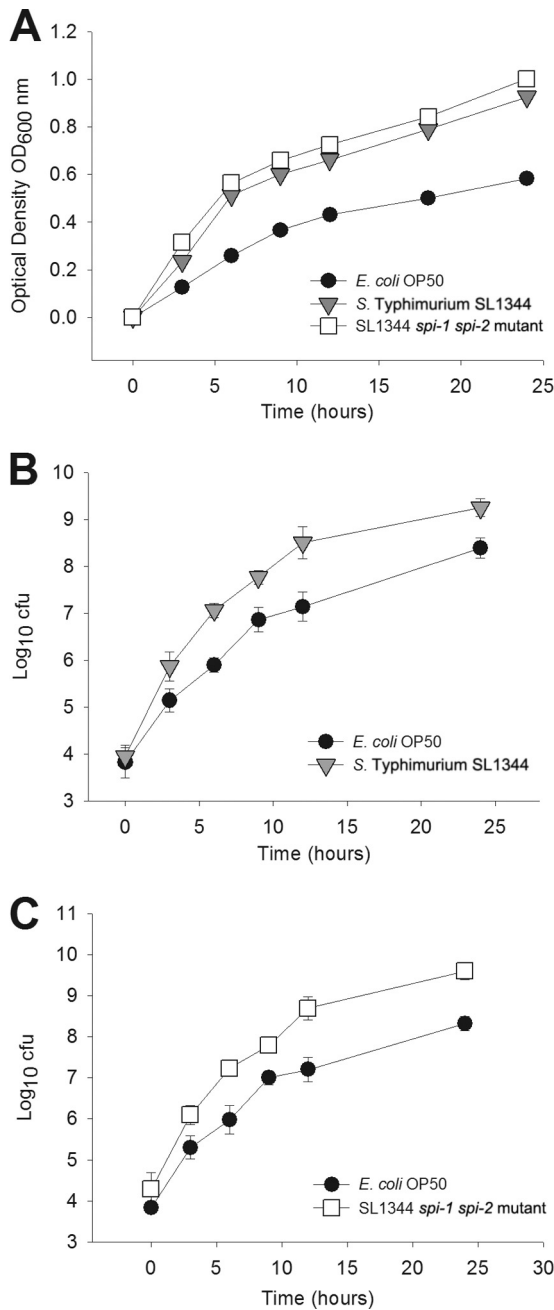 A
1.2
1.0
0.8
0.6
0.4
0.2
0.0
Optical Density OD600 nm
E. coli OP50
S. Typhimurium SL1344
SL1344 spi-1 spi-2 mutant
0 5 10 15 20 25
Time (hours)
B
10
9
8
7
6
5
4
3
Log10 cfu
E. coli OP50
S. Typhimurium SL1344
0 5 10 15 20 25
Time (hours)
C
11
10
9
8
7
6
5
4
3
Log10 cfu
E. coli OP50
SL1344 spi-1 spi-2 mutant
0 5 10 15 20 25 30
Time (hours)